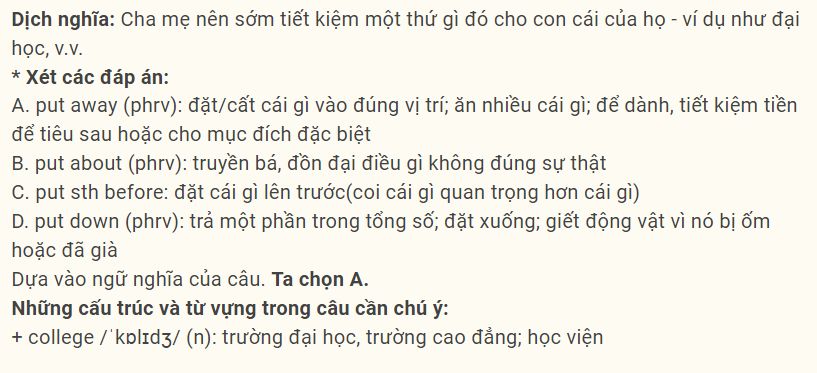 Dịch nghĩa: Cha mẹ nên sớm tiết kiệm một thứ gì đó cho con cái của họ - ví dụ như đại
học, v.v.
* Xét các đáp án:
A. put away (phrv): đặt/cất cái gì vào đúng vị trí; ăn nhiều cái gì; để dành, tiết kiệm tiền
để tiêu sau hoặc cho mục đích đặc biệt
B. put about (phrv): truyền bá, đồn đại điều gì không đúng sự thật
C. put sth before: đặt cái gì lên trước(coi cái gì quan trọng hơn cái gì)
D. put down (phrv): trả một phần trong tổng số; đặt xuống; giết động vật vì nó bị ốm
hoặc đã già
Dựa vào ngữ nghĩa của câu. Ta chọn A.
Những cấu trúc và từ vựng trong câu cần chú ý:
+ college /ˈkɒlɪdʒ/ (n): trường đại học, trường cao đẳng; học viện